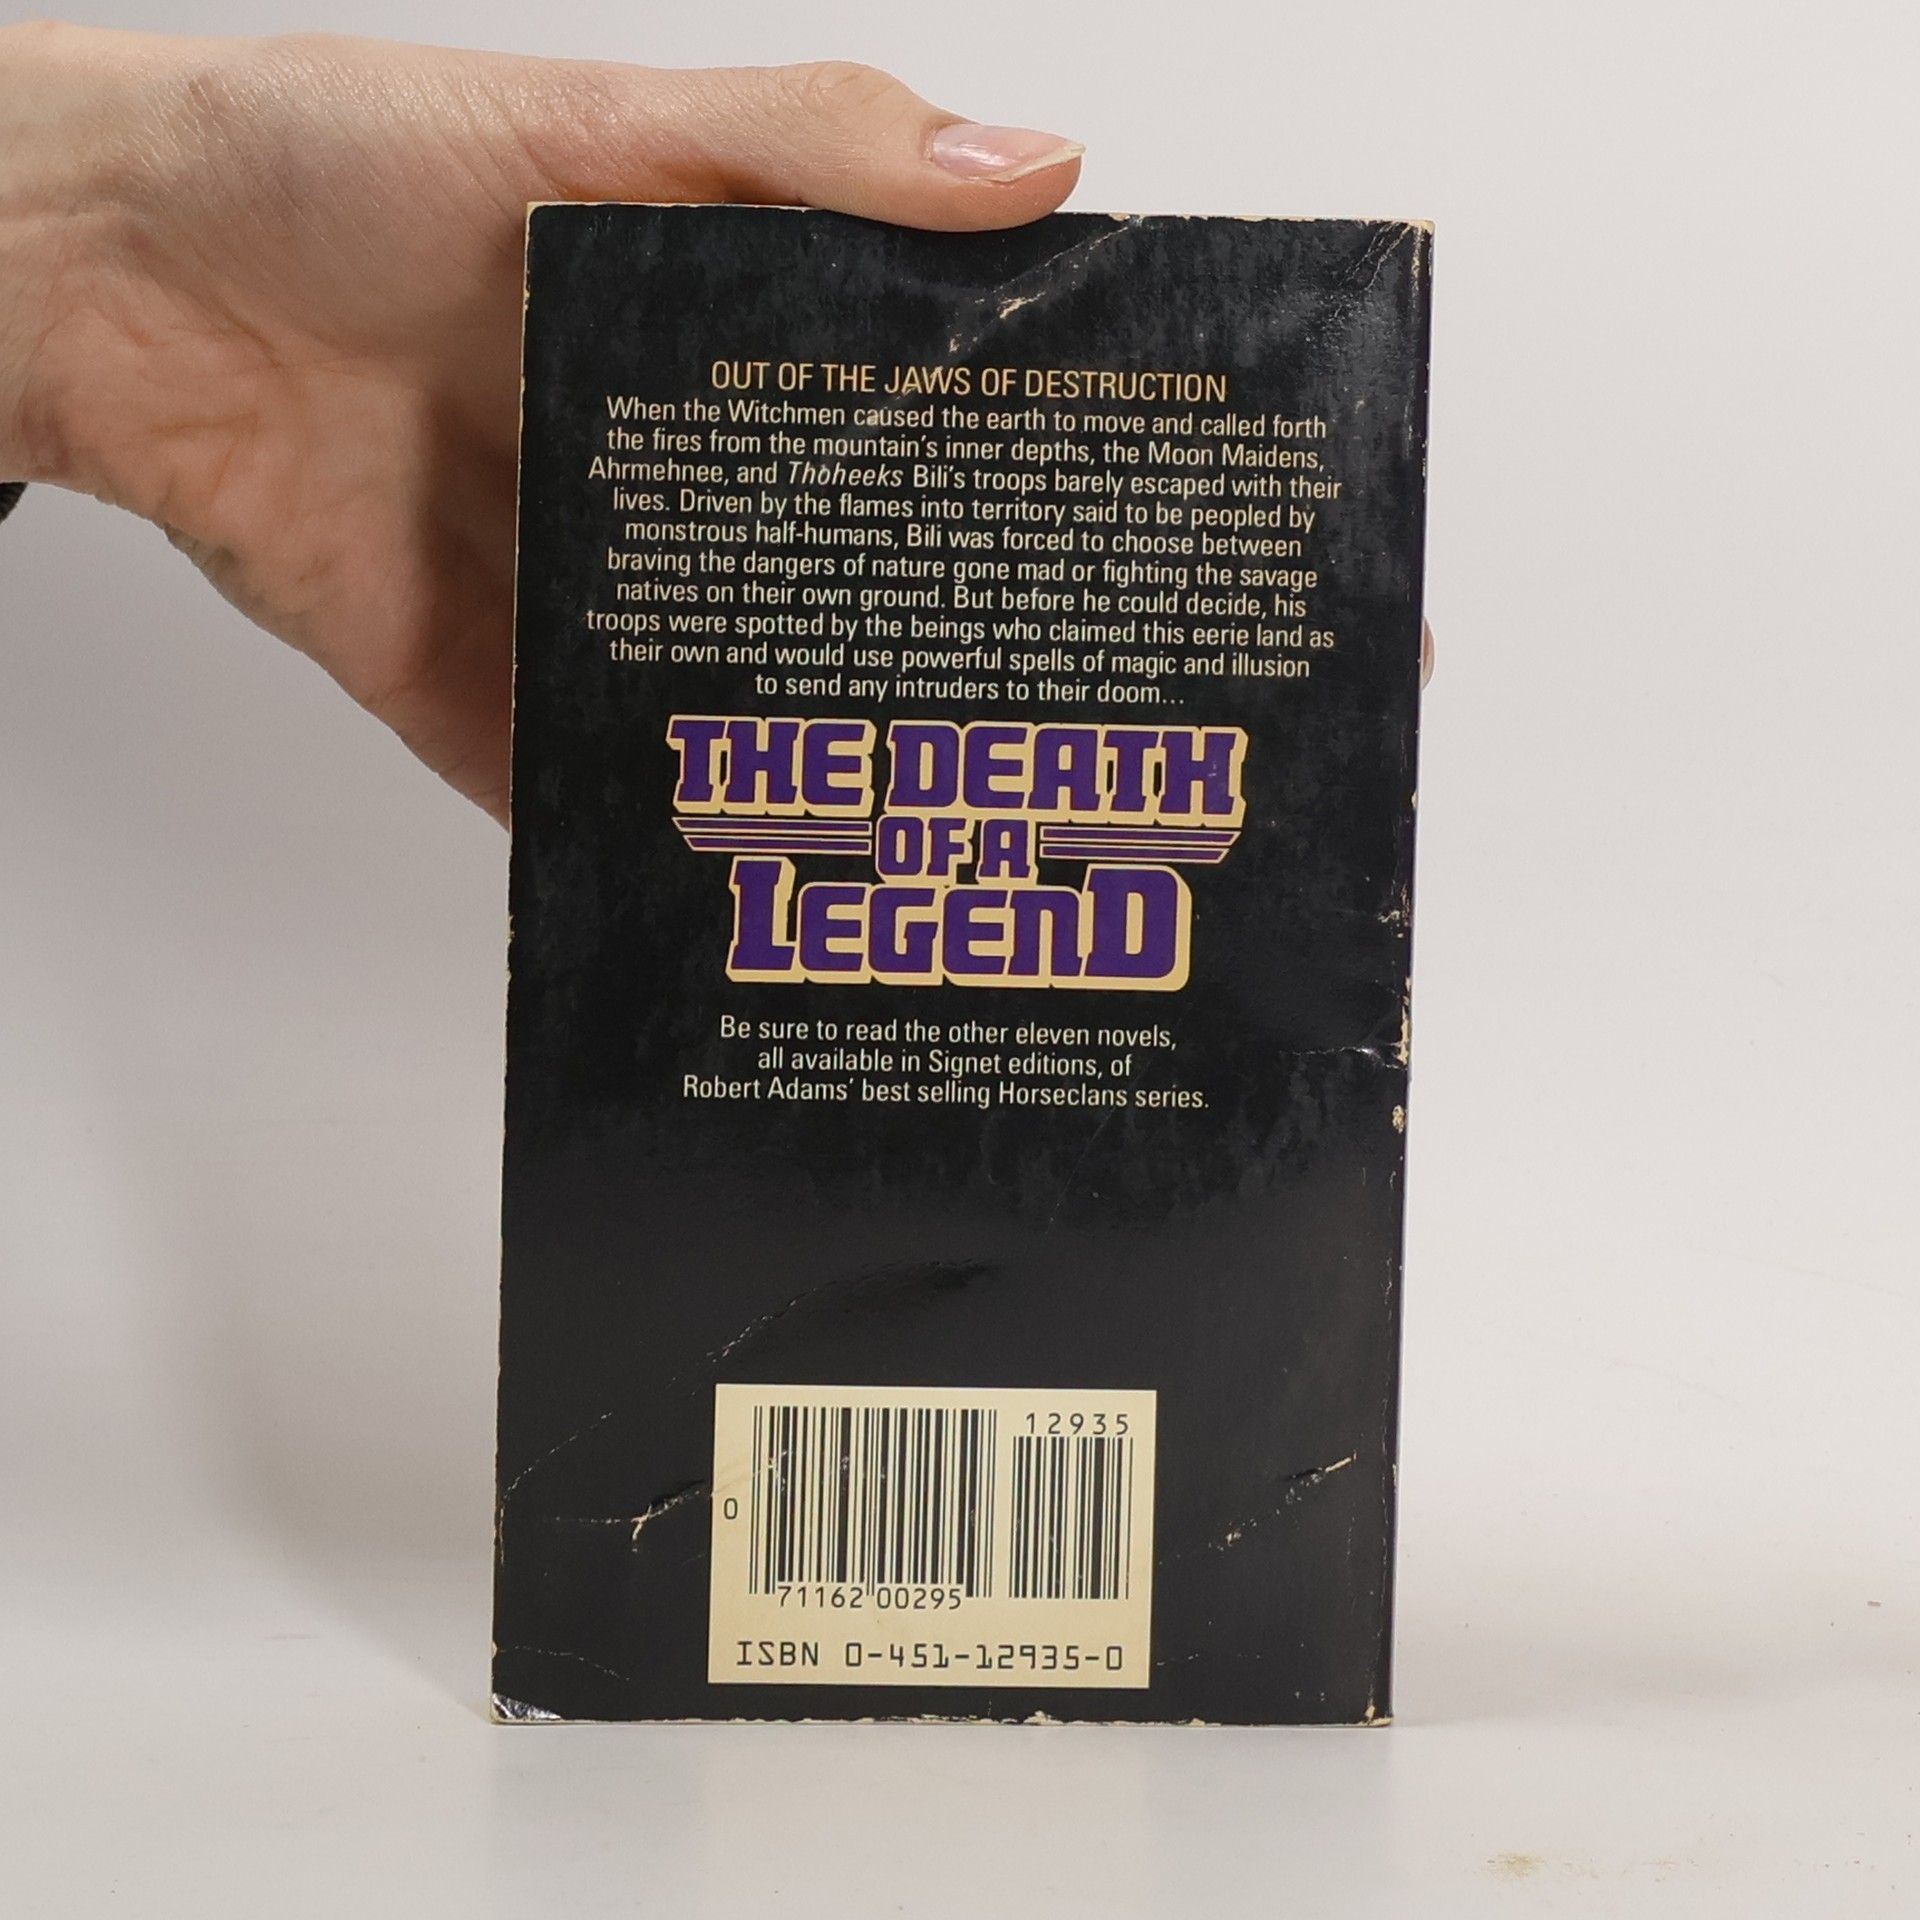 OUT OF THE JAWS OF DESTRUCTION
When the Witchmen caused the earth to move and called forth
the fires from the mountain's inner depths, the Moon Maidens,
Ahrmehnee, and Thoheeks Bili's troops barely escaped with their
lives. Driven by the flames into territory said to be peopled by
monstrous half-humans, Bili was forced to choose between
braving the dangers of nature gone mad or fighting the savage
natives on their own ground. But before he could decide, his
troops were spotted by the beings who claimed this eerie land as
their own and would use powerful spells of magic and illusion
to send any intruders to their doom...
THE DEATH
OF A
LEGEND
Be sure to read the other eleven novels,
all available in Signet editions, of
Robert Adams' best selling Horseclans series.
12935
0
71162 00295
ISBN 0-451-12935-0